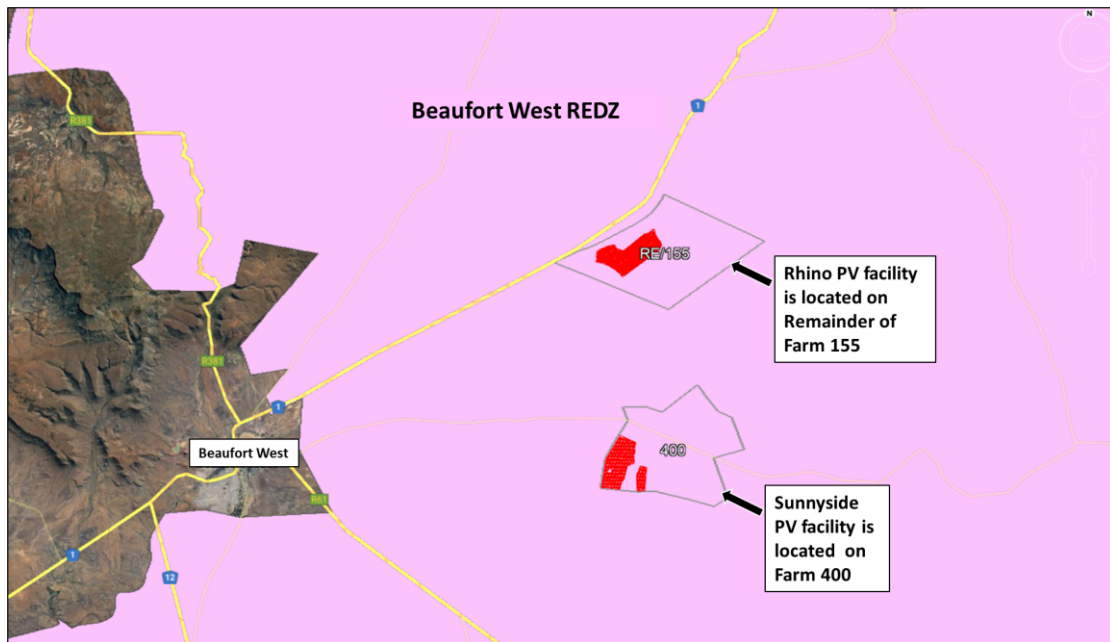 N
Beaufort West REDZ
1
R381
RE/155
Rhino PV facility
is located on
Remainder of
Farm 155
R381
1
Beaufort West
400
R61
Sunnyside
PV facility is
located on
Farm 400
1
12